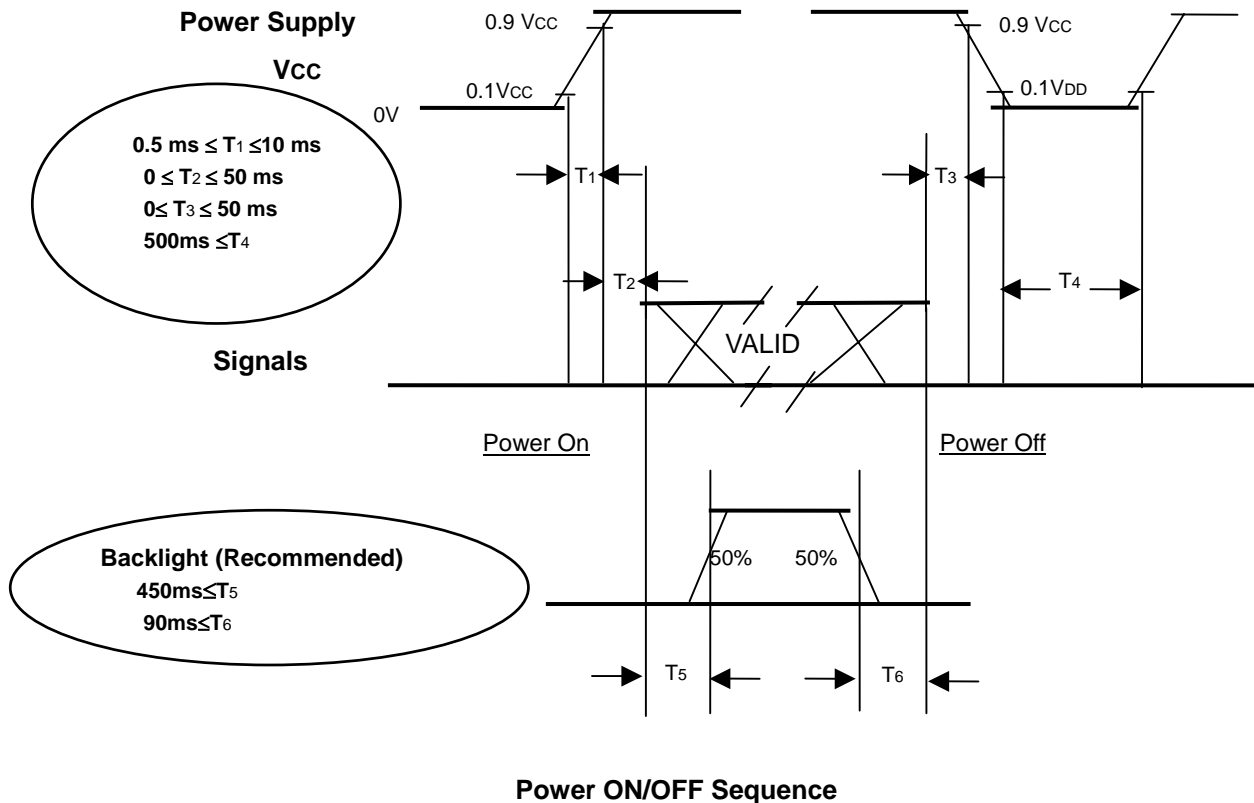 Power Supply
0.9 VCC
0.9 VCC
VCC
0.1VCC
0.1VDD
0V
0.5 ms ≤ T1 ≤10 ms
0 ≤ T2 ≤ 50 ms
0≤ T3 ≤ 50 ms
500ms ≤T4
T1
T3
T2
T4
VALID
Signals
Power On
Power Off
Backlight (Recommended)
450ms≤T5
90ms≤T6
50%
50%
T5
T6
Power ON/OFF Sequence